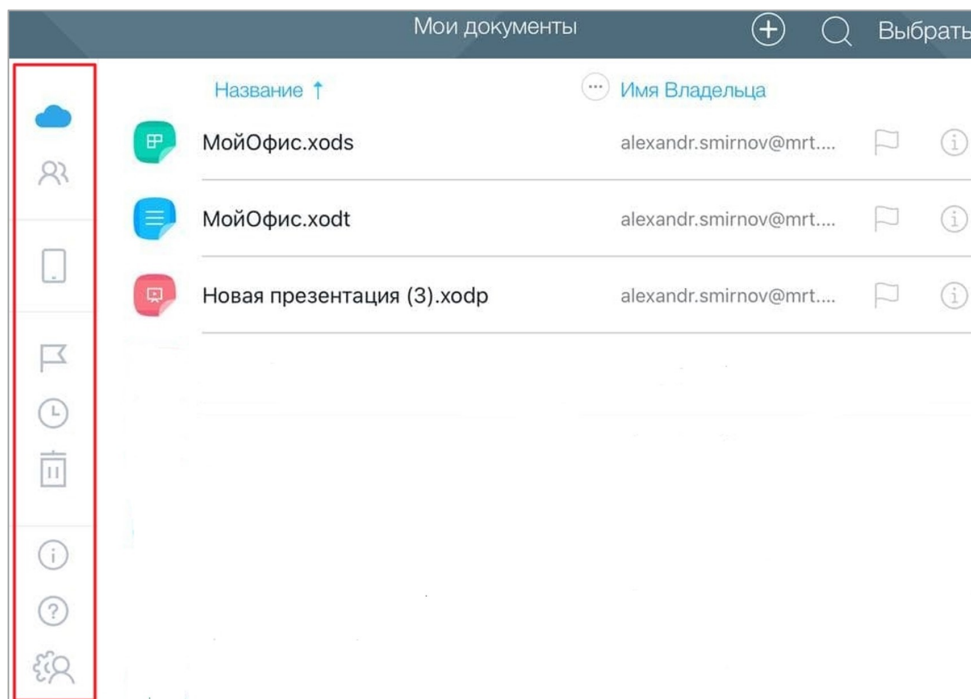 Мои документы Выбрать
Название ↑ Имя Владельца
МойОфис.xods alexandr.smirnov@mrt....
МойОфис.xodt alexandr.smirnov@mrt....
Новая презентация (3).xodp alexandr.smirnov@mrt....